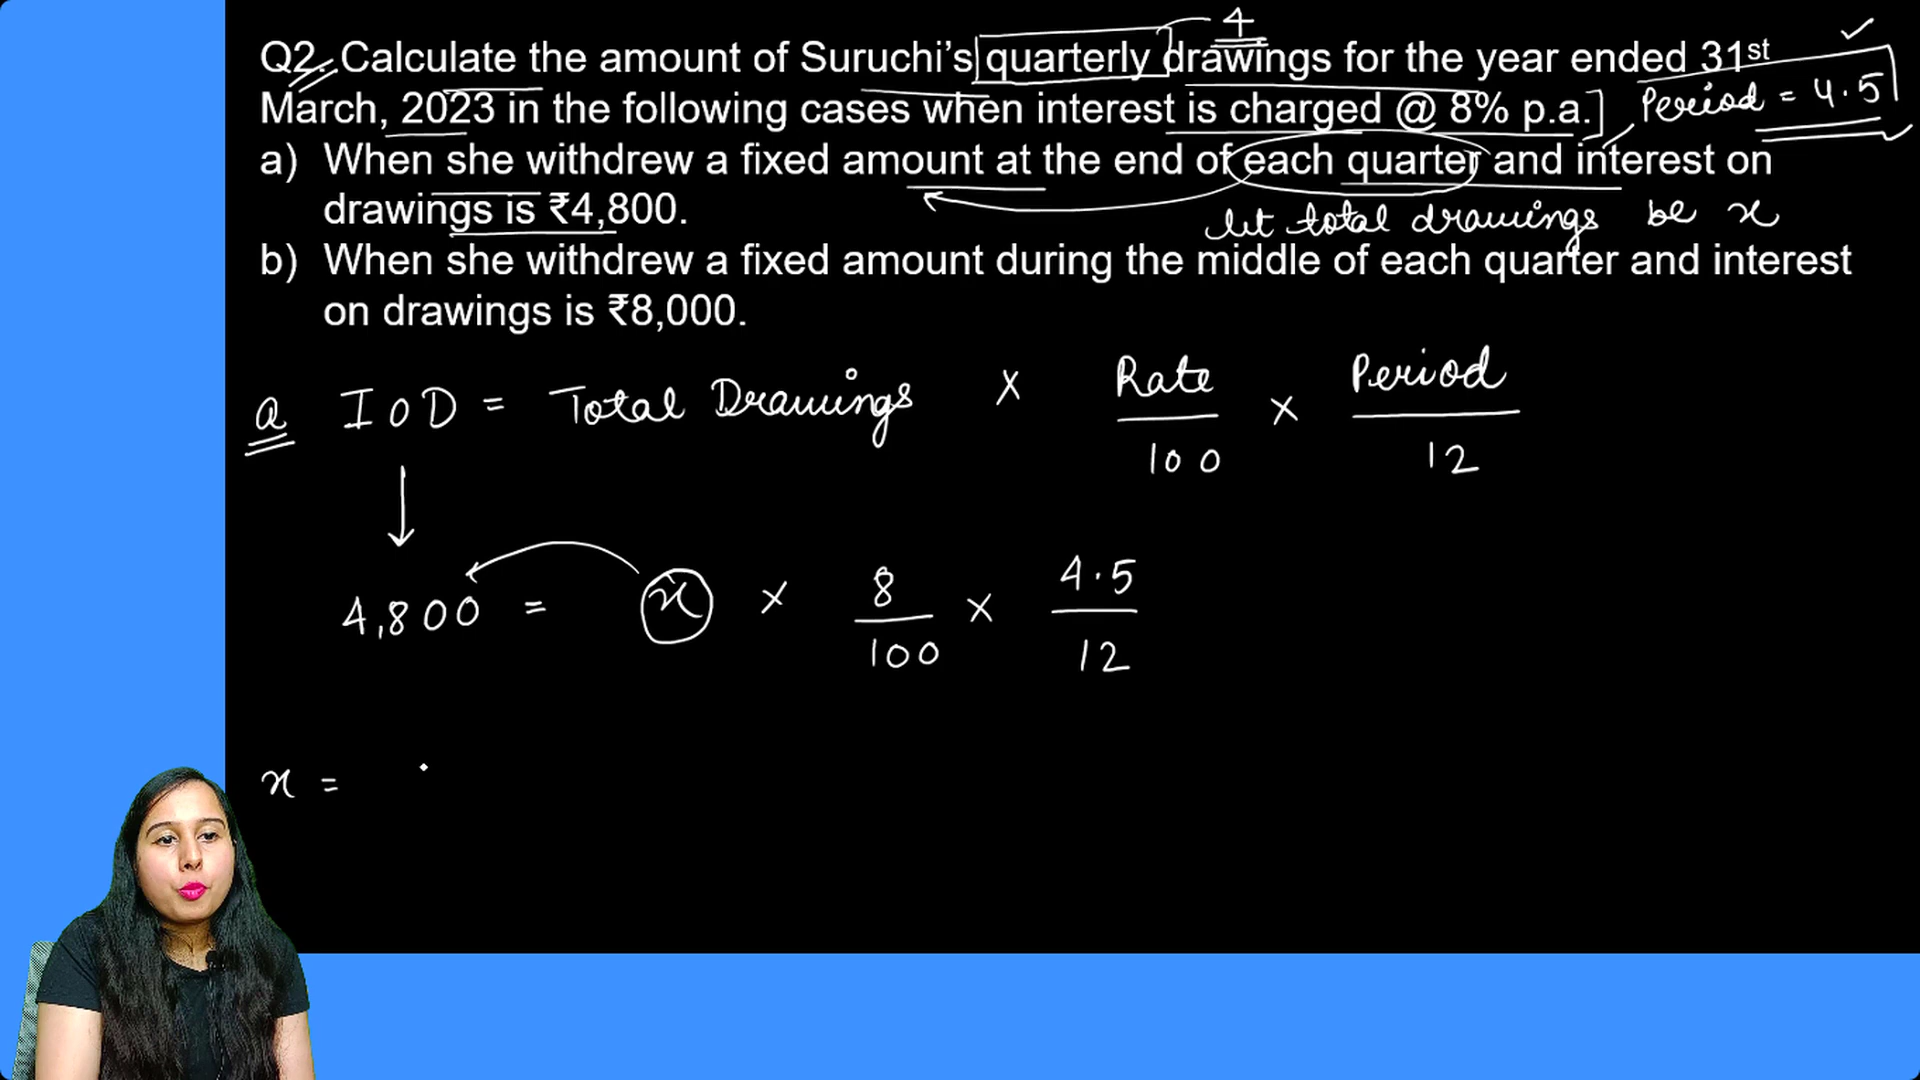 4
Q2. Calculate the amount of Suruchi's quarterly drawings for the year ended 31st
March, 2023 in the following cases when interest is charged @ 8% p.a.] Period = 4.5
a) When she withdrew a fixed amount at the end of each quarter and interest on
drawings is ₹4,800.
let total drawings be x
b) When she withdrew a fixed amount during the middle of each quarter and interest
on drawings is ₹8,000.
a IOD = Total Drawings × Rate/100 × Period/12
4,800 = x × 8/100 × 4.5/12
x =